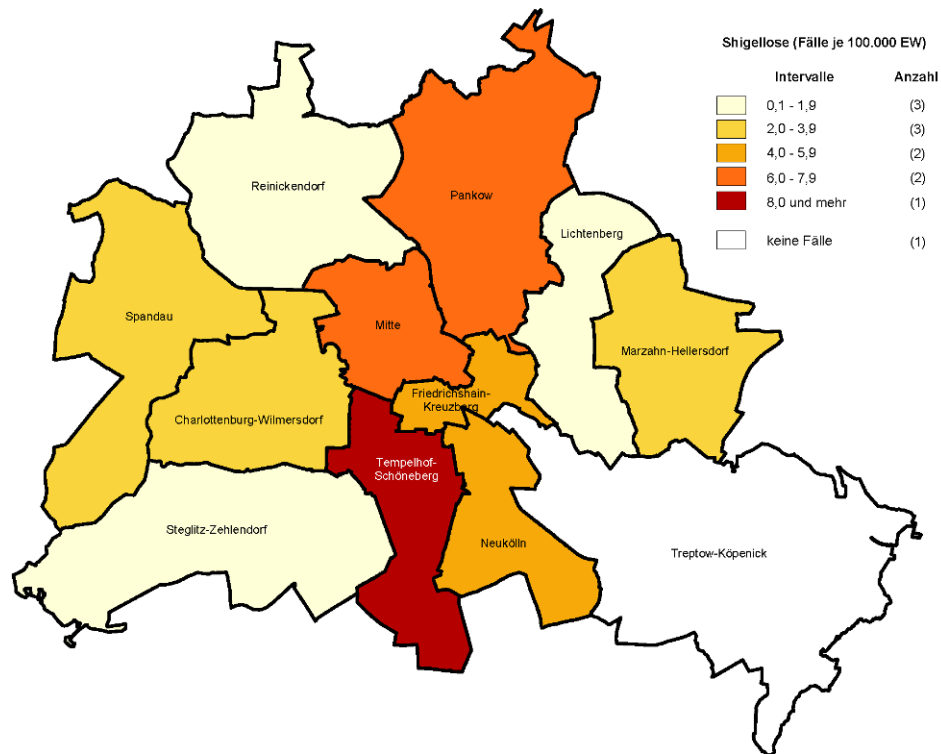 Shigellose (Fälle je 100.000 EW)
Intervalle Anzahl
0,1 - 1,9 (3)
2,0 - 3,9 (3)
4,0 - 5,9 (2)
6,0 - 7,9 (2)
8,0 und mehr (1)
keine Fälle (1)
Reinickendorf
Pankow
Lichtenberg
Spandau
Mitte
Marzahn-Hellersdorf
Friedrichshain-
Kreuzberg
Charlottenburg-Wilmersdorf
Tempelhof-
Schöneberg
Steglitz-Zehlendorf
Neukölln
Treptow-Köpenick